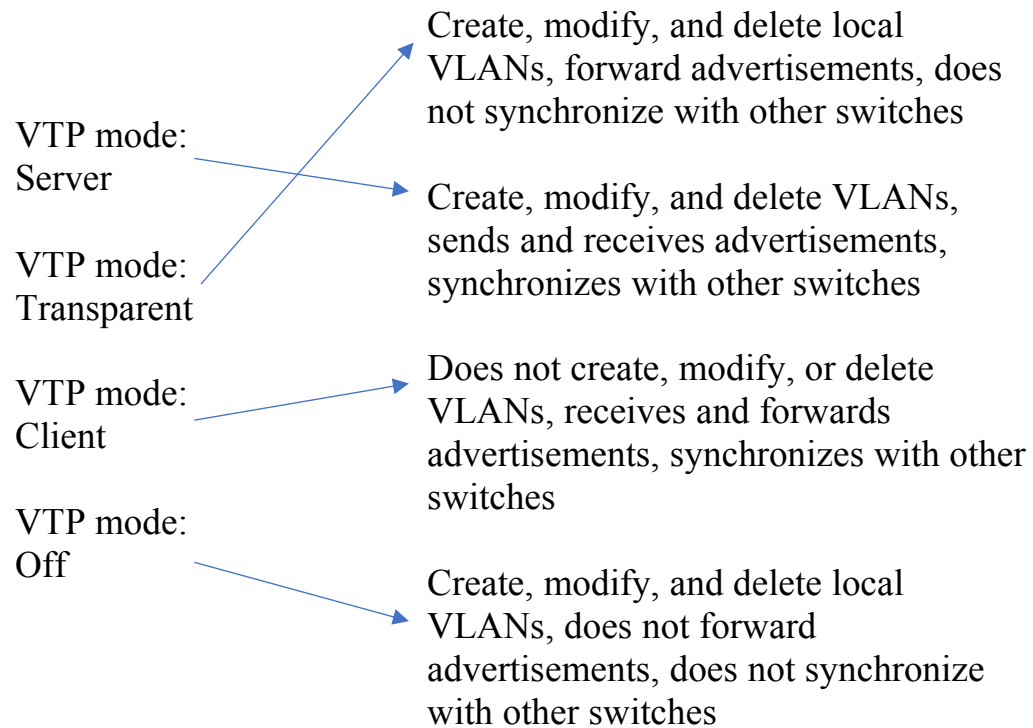 VTP mode:
Server
VTP mode:
Transparent
VTP mode:
Client
VTP mode:
Off
Create, modify, and delete local
VLANs, forward advertisements, does
not synchronize with other switches
Create, modify, and delete VLANs,
sends and receives advertisements,
synchronizes with other switches
Does not create, modify, or delete
VLANs, receives and forwards
advertisements, synchronizes with other
switches
Create, modify, and delete local
VLANs, does not forward
advertisements, does not synchronize
with other switches